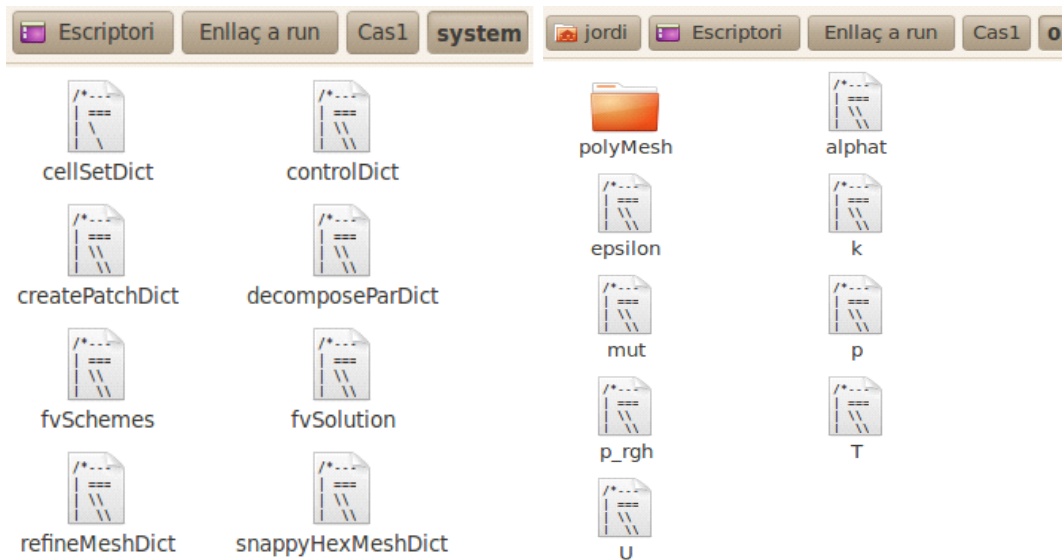 Escriptori Enllaç a run Cas1 system
cellSetDict controlDict
createPatchDict decomposeParDict
fvSchemes fvSolution
refineMeshDict snappyHexMeshDict
jordi Escriptori Enllaç a run Cas1
polyMesh alphat
epsilon k
mut p
p_rgh T
U